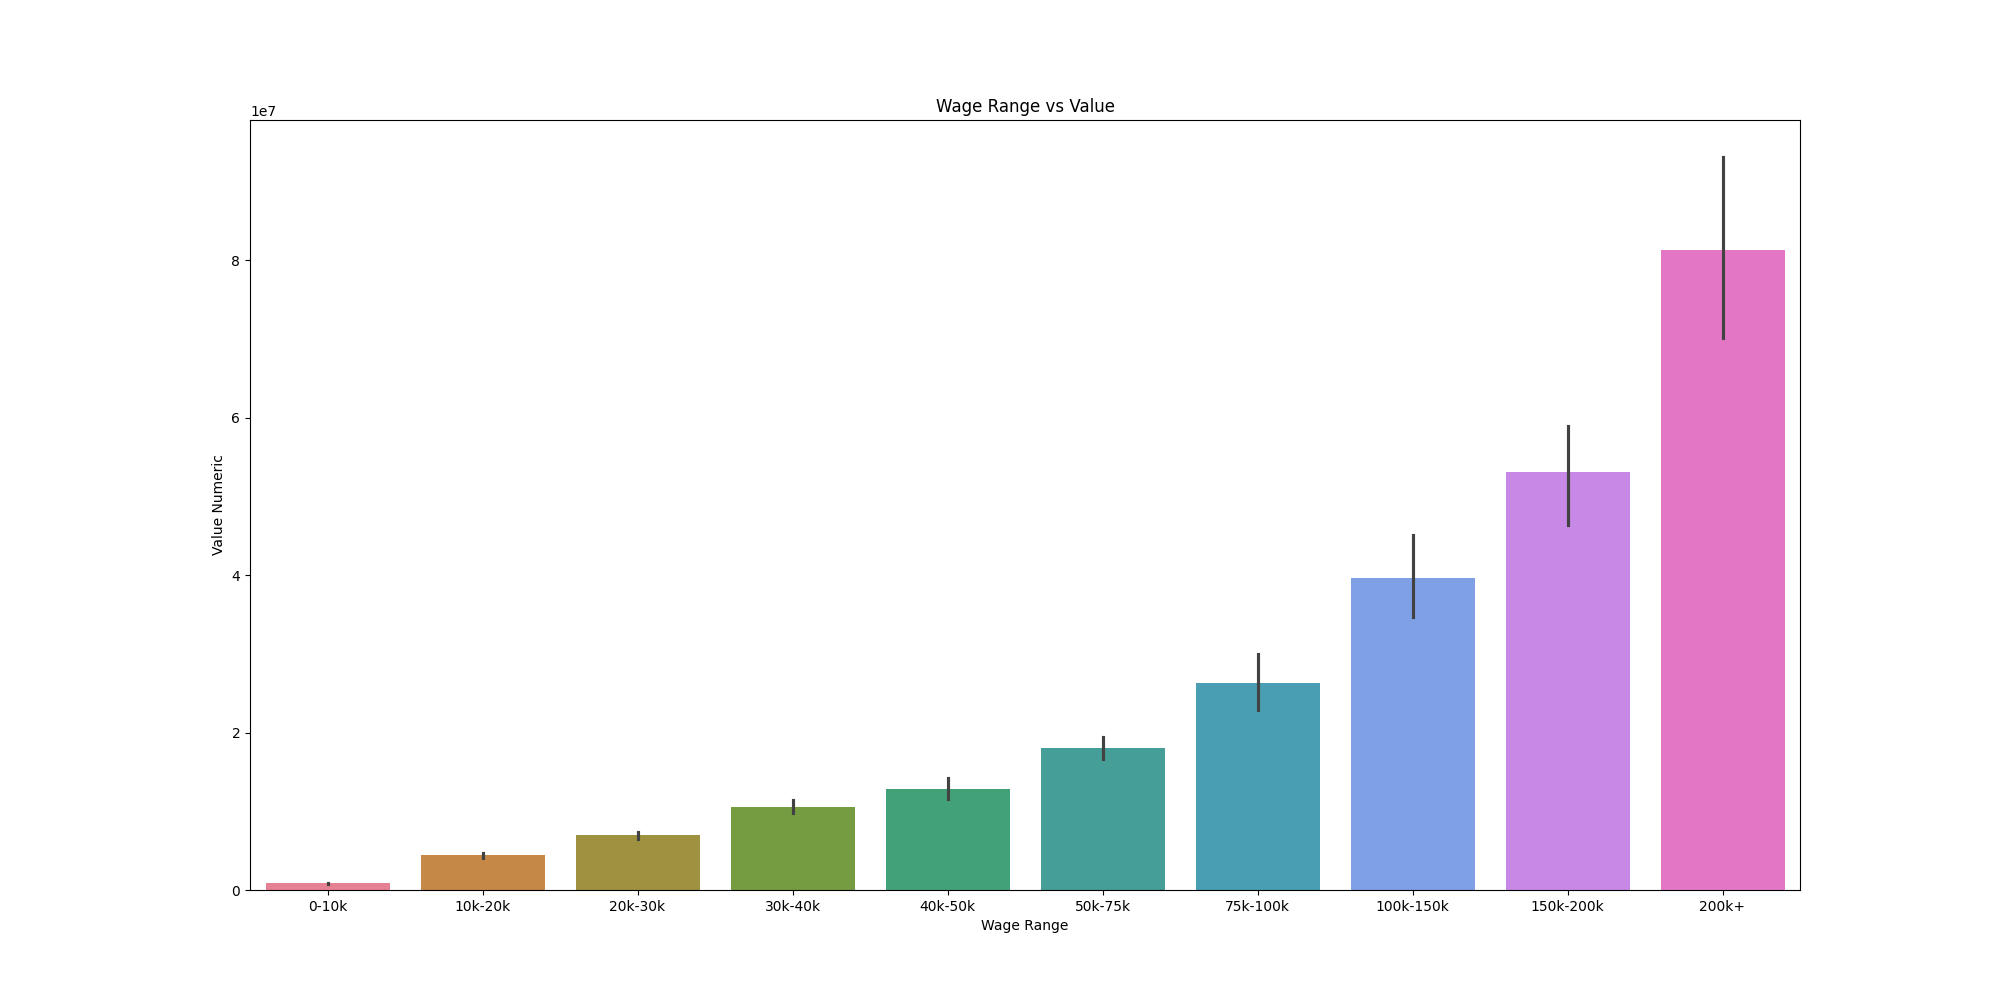 Wage Range vs Value
1e7
8
6
4
2
0
Value Numeric
0-10k 10k-20k 20k-30k 30k-40k 40k-50k 50k-75k 75k-100k 100k-150k 150k-200k 200k+
Wage Range